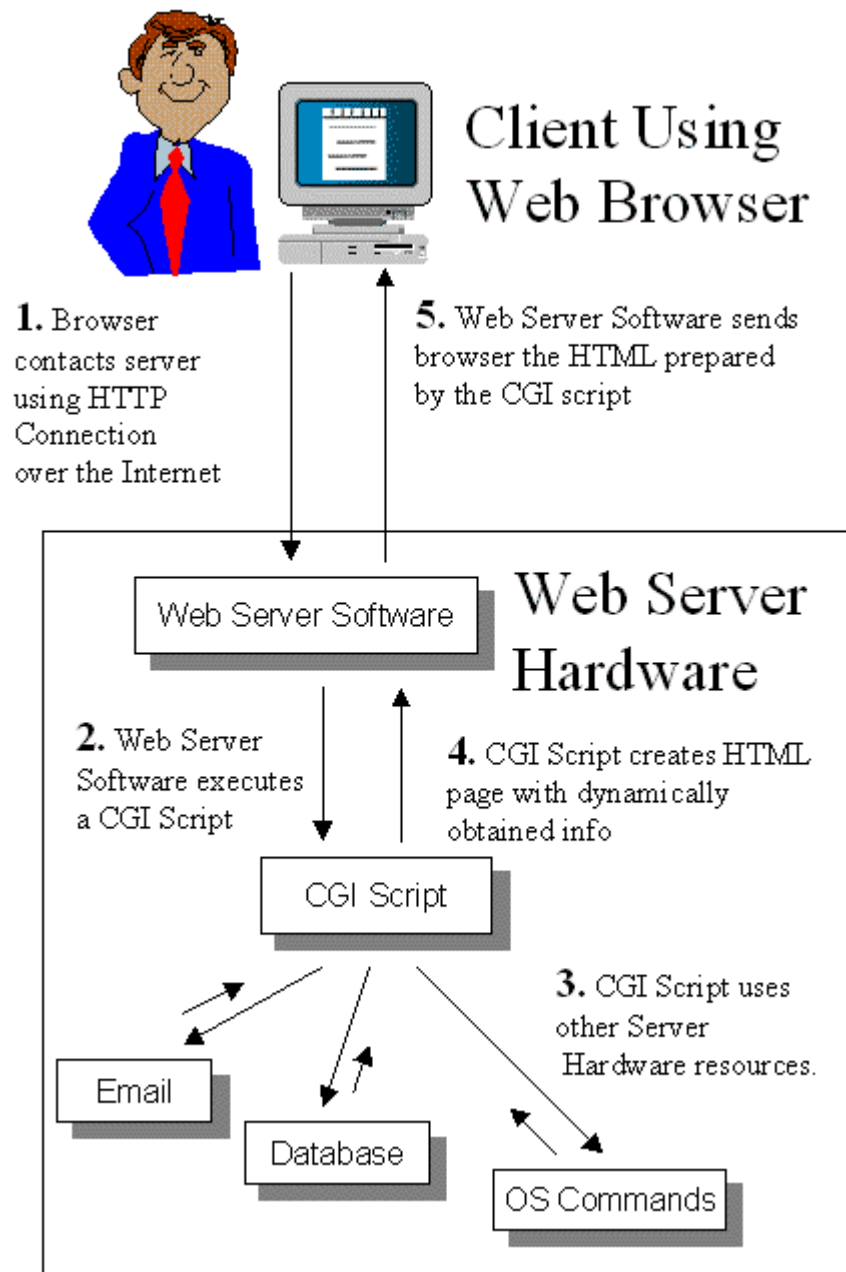 Client Using
Web Browser
1. Browser
contacts server
using HTTP
Connection
over the Internet
5. Web Server Software sends
browser the HTML prepared
by the CGI script
Web Server Software
Web Server
Hardware
2. Web Server
Software executes
a CGI Script
4. CGI Script creates HTML
page with dynamically
obtained info
CGI Script
3. CGI Script uses
other Server
Hardware resources.
Email
Database
OS Commands